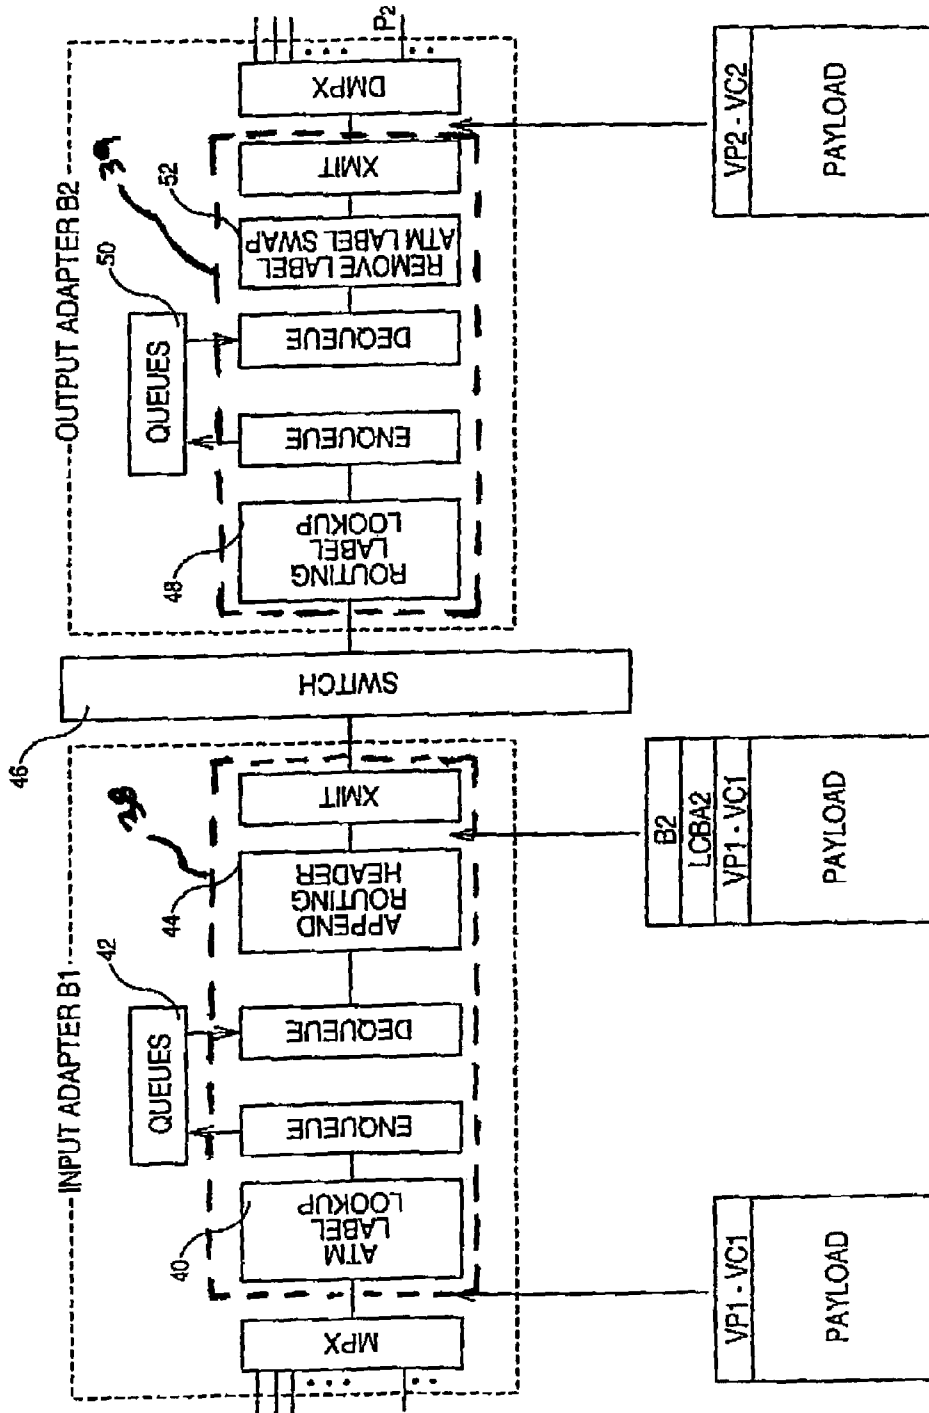 INPUT ADAPTER B1
MPX
38
40
ATM
LABEL
LOOKUP
ENQUEUE
42
QUEUES
DEQUEUE
44
APPEND
ROUTING
HEADER
XMIT
46
SWITCH
OUTPUT ADAPTER B2
39
48
ROUTING
LABEL
LOOKUP
ENQUEUE
50
QUEUES
DEQUEUE
52
REMOVE LABEL
ATM LABEL SWAP
XMIT
DMPX
P2
VP1 - VC1
PAYLOAD
B2
LCBA2
VP1 - VC1
PAYLOAD
VP2 - VC2
PAYLOAD